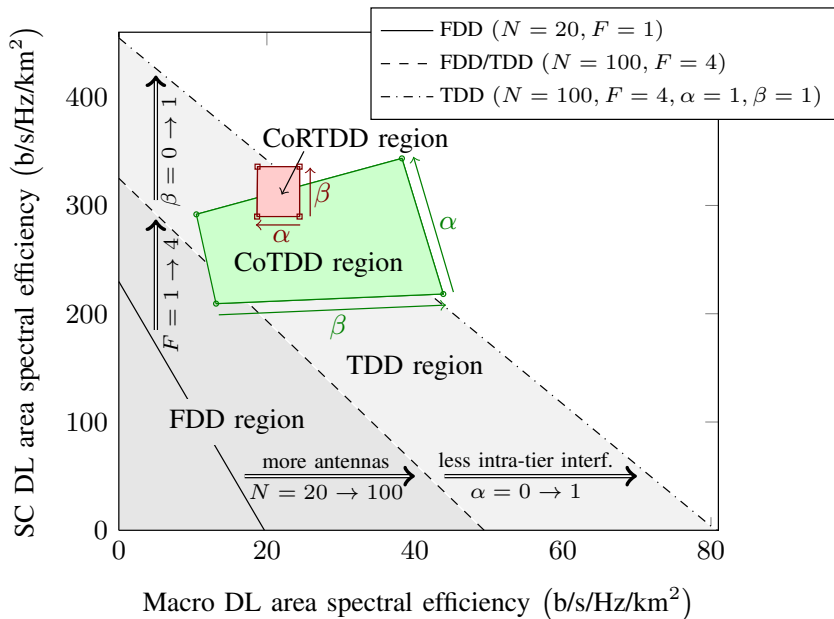 FDD (N = 20, F = 1)
FDD/TDD (N = 100, F = 4)
TDD (N = 100, F = 4, α = 1, β = 1)
SC DL area spectral efficiency (b/s/Hz/km²)
400
300
200
100
0
β = 0 → 1
F = 1 → 4
CoRTDD region
β
α
α
CoTDD region
β
TDD region
FDD region
more antennas
N = 20 → 100
less intra-tier interf.
α = 0 → 1
0
20
40
60
80
Macro DL area spectral efficiency (b/s/Hz/km²)